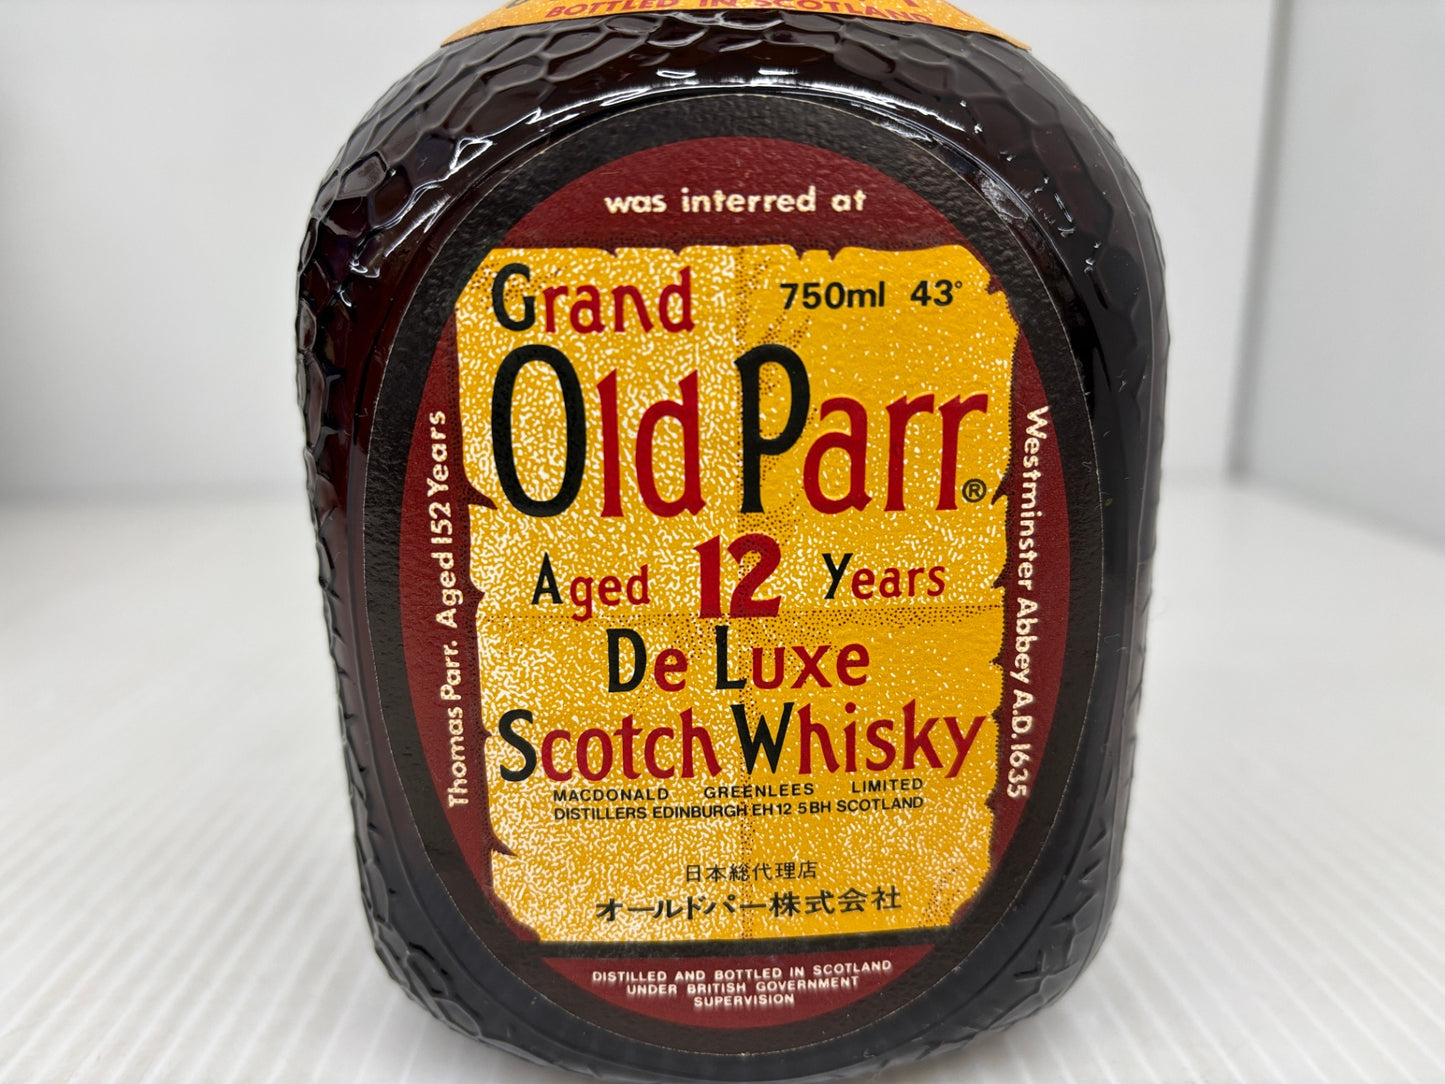 BOTTLED IN SCOTLAND
Thomas Parr. Aged 152 Years
was interred at
Westminster Abbey A.D. 1635
Grand
750ml 43°
Old Parr®
Aged 12 Years
De Luxe
Scotch Whisky
MACDONALD GREENLEES LIMITED
DISTILLERS EDINBURGH EH12 5BH SCOTLAND
日本総代理店
オールドパー株式会社
DISTILLED AND BOTTLED IN SCOTLAND
UNDER BRITISH GOVERNMENT
SUPERVISION